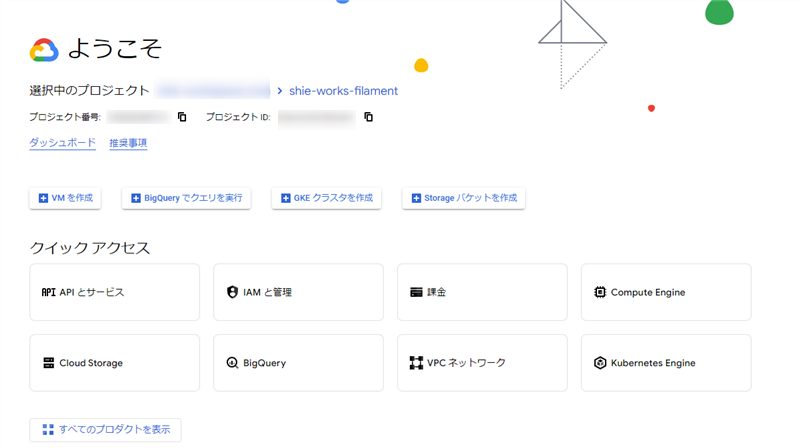 ようこそ
選択中のプロジェクト > shie-works-filament
プロジェクト番号: プロジェクト ID:
ダッシュボード 推奨事項
VM を作成 BigQuery でクエリを実行 GKE クラスタを作成 Storage バケットを作成
クイック アクセス
API API とサービス IAM と管理 課金 Compute Engine
Cloud Storage BigQuery VPC ネットワーク Kubernetes Engine
すべてのプロダクトを表示